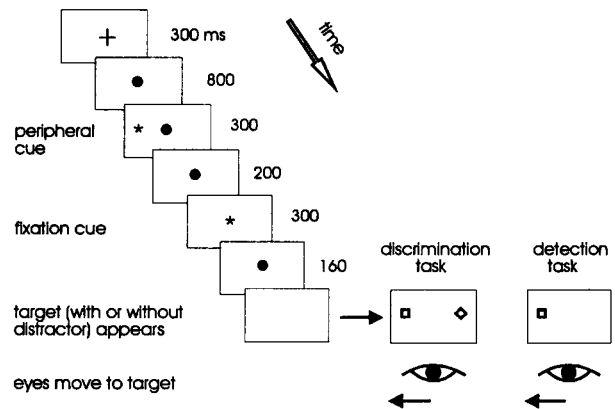 300 ms
time
800
peripheral
cue
*
300
200
fixation cue
*
300
160
discrimination
task
detection
task
target (with or without
distractor) appears
eyes move to target